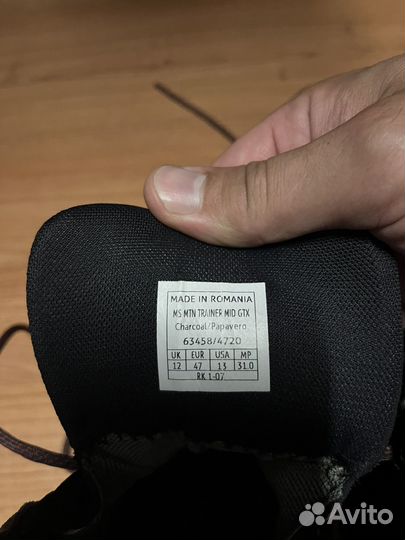 MADE IN ROMANIA
MS MTN TRAINER MID GTX
Charcoal/Papavero
63458/4720
UK EUR USA MP
12 47 13 31.0
RK 1-07
Avito